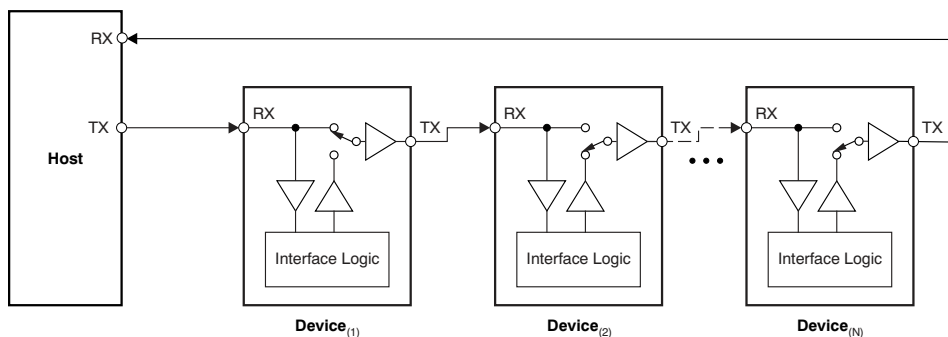 RX
TX
Host
RX
TX
Interface Logic
Device(1)
RX
TX
Interface Logic
Device(2)
•••
RX
TX
Interface Logic
Device(N)